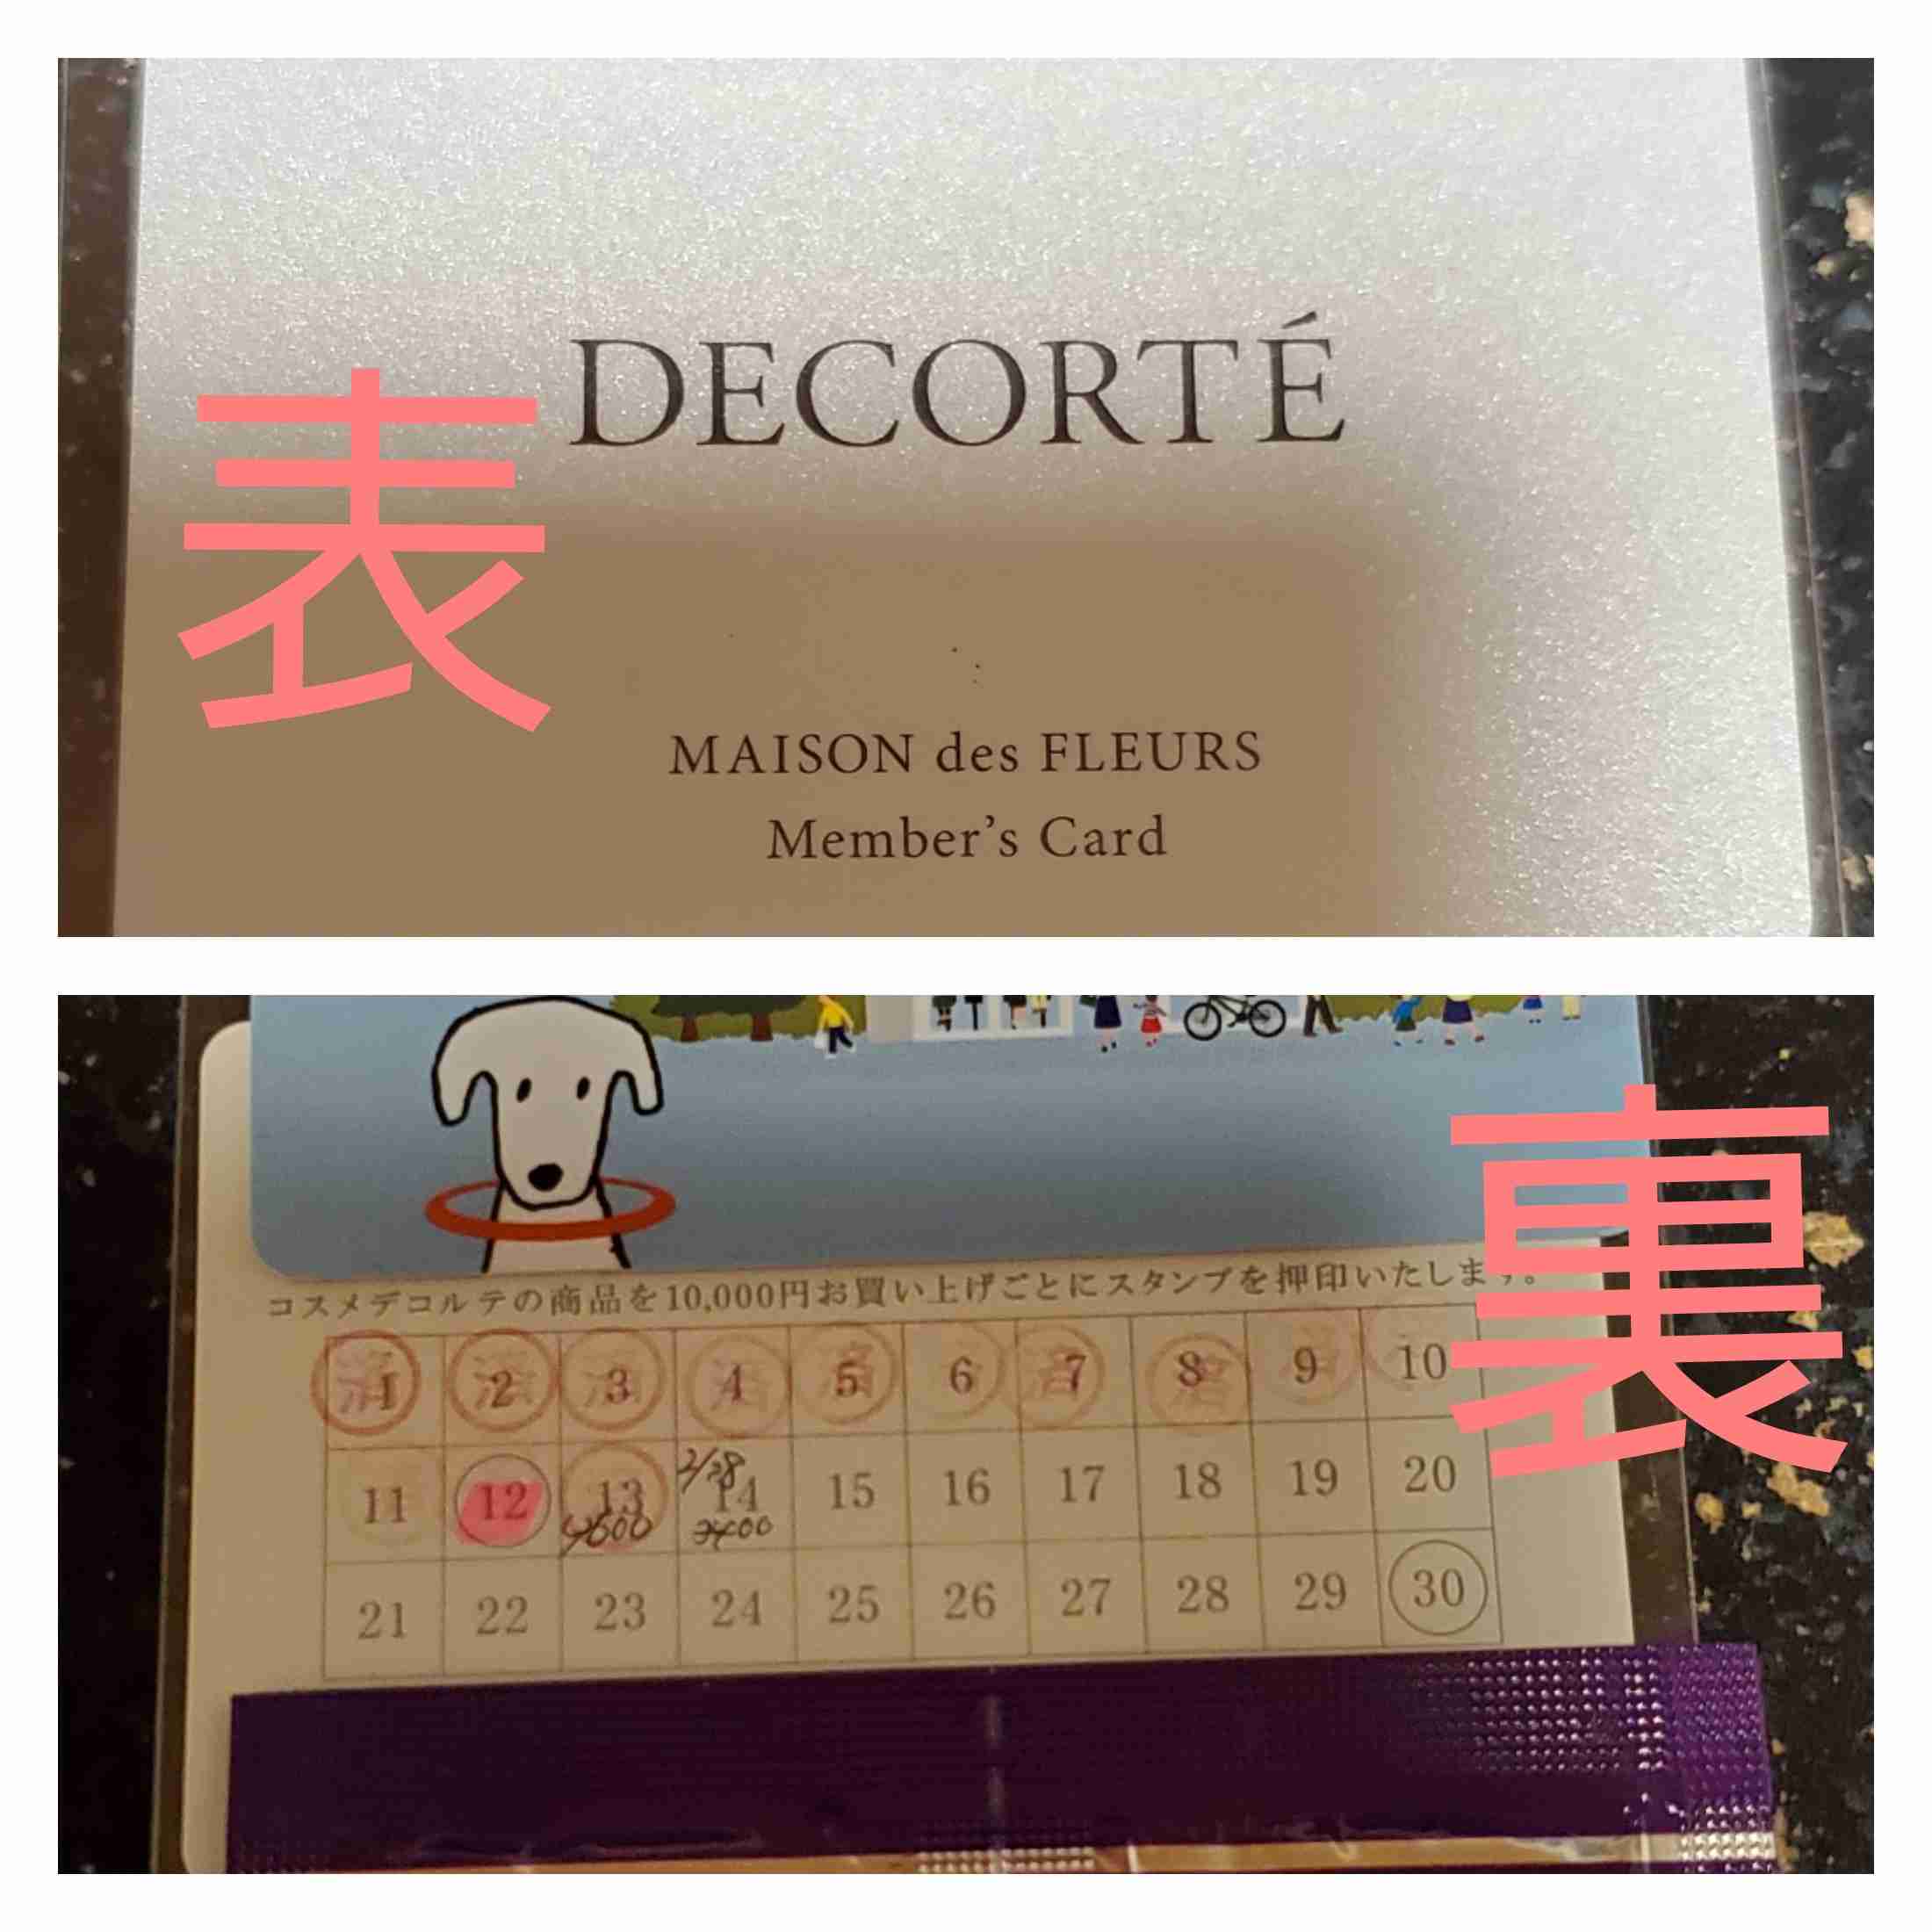 DECORTÉ
表
MAISON des FLEURS
Member's Card
裏
コスメデコルテの商品を10,000円お買い上げごとにスタンプを押印いたします。
1 2 3 4 5 6 7 8 9 10
11 12 13 14 15 16 17 18 19 20
21 22 23 24 25 26 27 28 29 30